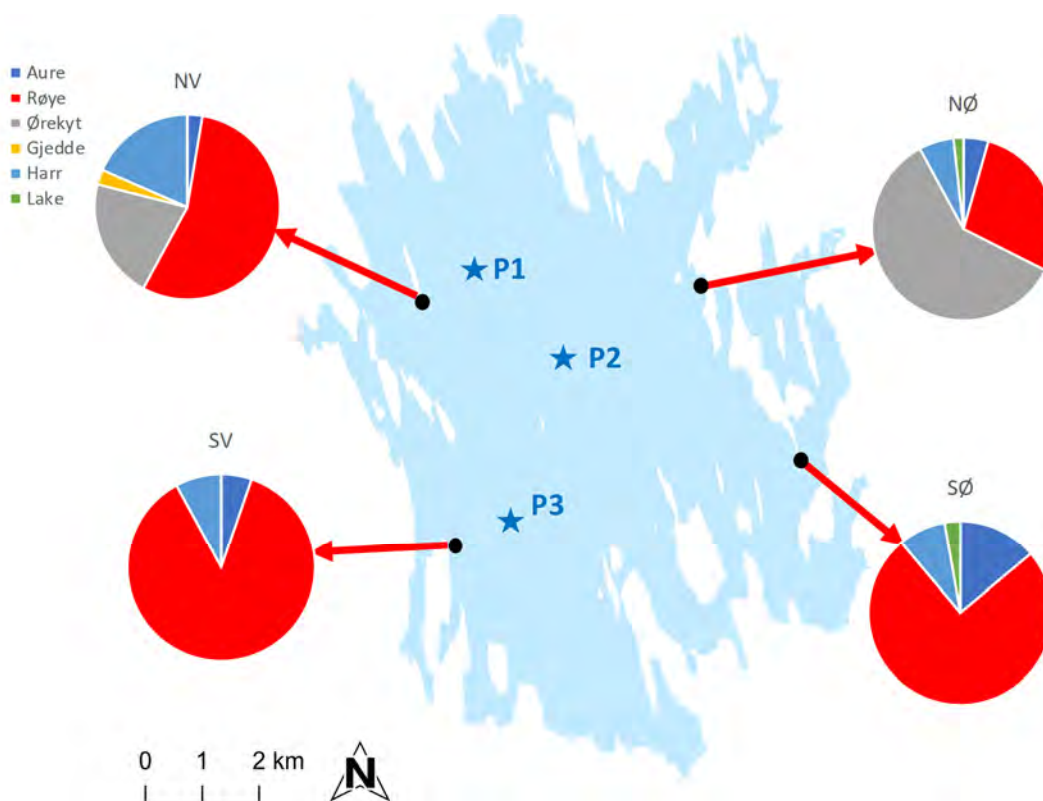 Aure
Røye
Ørekyt
Gjedde
Harr
Lake
NV
NØ
P1
P2
SV
P3
SØ
0 1 2 km
N